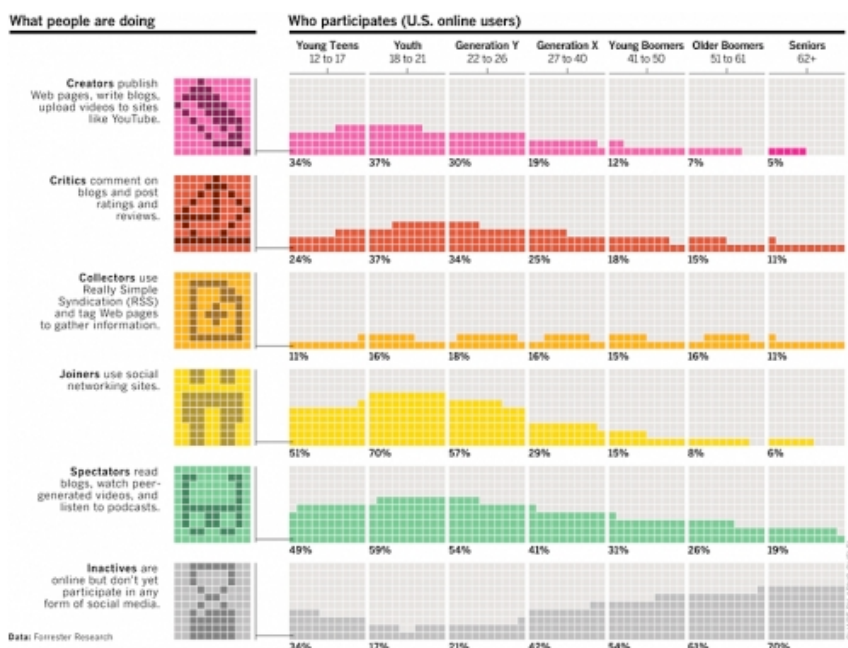 What people are doing
Who participates (U.S. online users)
Young Teens Youth Generation Y Generation X Young Boomers Older Boomers Seniors
12 to 17 18 to 21 22 to 26 27 to 40 41 to 50 51 to 61 62+
Creators publish
Web pages, write blogs,
upload videos to sites
like YouTube.
34% 37% 30% 19% 12% 7% 5%
Critics comment on
blogs and post
ratings and
reviews.
24% 37% 34% 25% 18% 15% 11%
Collectors use
Really Simple
Syndication (RSS)
and tag Web pages
to gather information.
11% 16% 18% 16% 15% 16% 11%
Joiners use social
networking sites.
51% 70% 57% 29% 15% 8% 6%
Spectators read
blogs, watch peer-
generated videos, and
listen to podcasts.
49% 59% 54% 41% 31% 26% 19%
Inactives are
online but don't yet
participate in any
form of social media.
34% 17% 21% 42% 54% 61% 70%
Data: Forrester Research